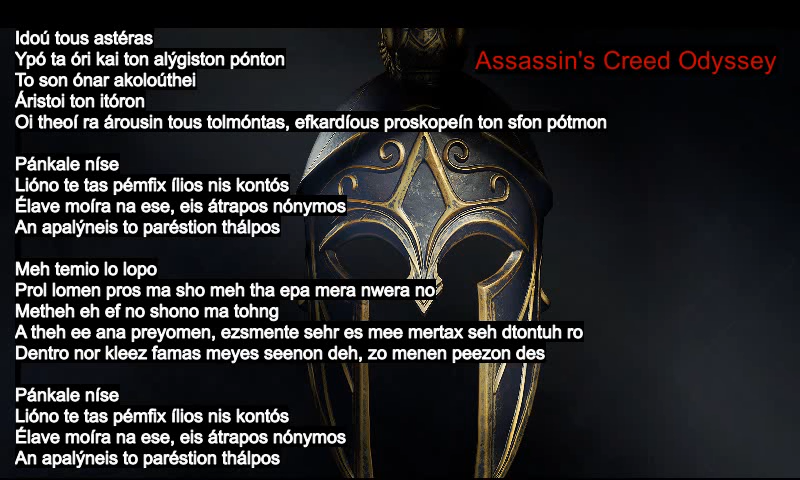 Idoú tous astéras
Ypó ta óri kai ton alýgiston pónton
To son ónar akoloútheí
Áristoi ton itóron
Oi theoí ra árousin tous tolmóntas, efkardíous proskopeín ton sfon pótmon
Assassin's Creed Odyssey
Pánkale níse
Lióno te tas pémfix ílios nis kontós
Élave moíra na ese, eis átrapos nónymos
An apalýneis to paréstion thálpos
Meh temio lo lopo
Prol lomen pros ma sho meh tha epa mera nwera no
Metheh eh ef no shono ma tohng
A theh ee ana preyomen, ezsmente sehr es mee mertax seh dtontuh ro
Dentro nor kleez famas meyes seenon deh, zo menen peezon des
Pánkale níse
Lióno te tas pémfix ílios nis kontós
Élave moíra na ese, eis átrapos nónymos
An apalýneis to paréstion thálpos